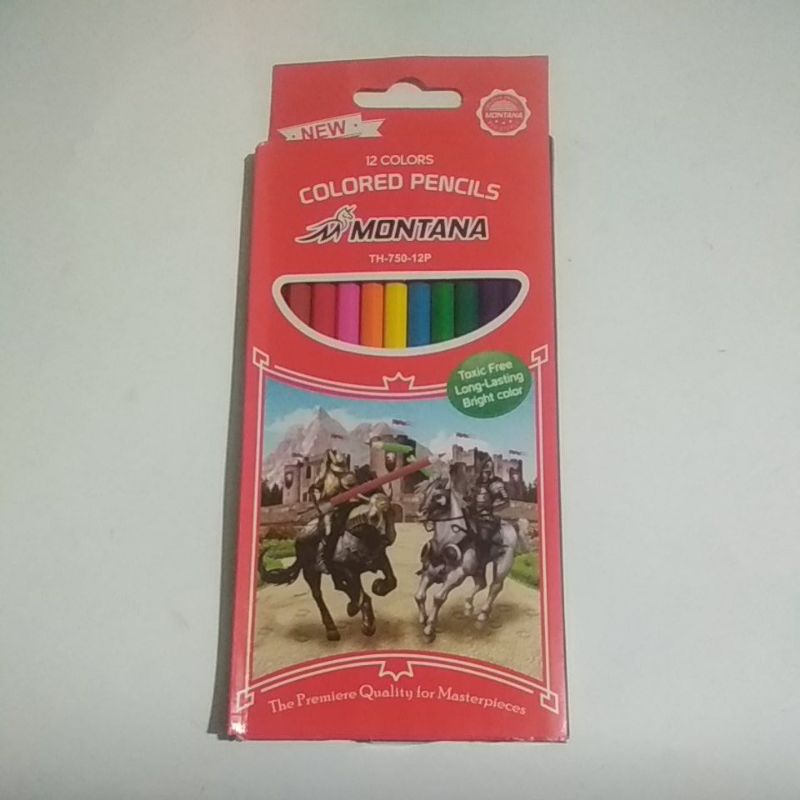 NEW
MONTANA
12 COLORS
COLORED PENCILS
MONTANA
TH-750-12P
Toxic Free
Long-Lasting
Bright color
The Premiere Quality for Masterpieces